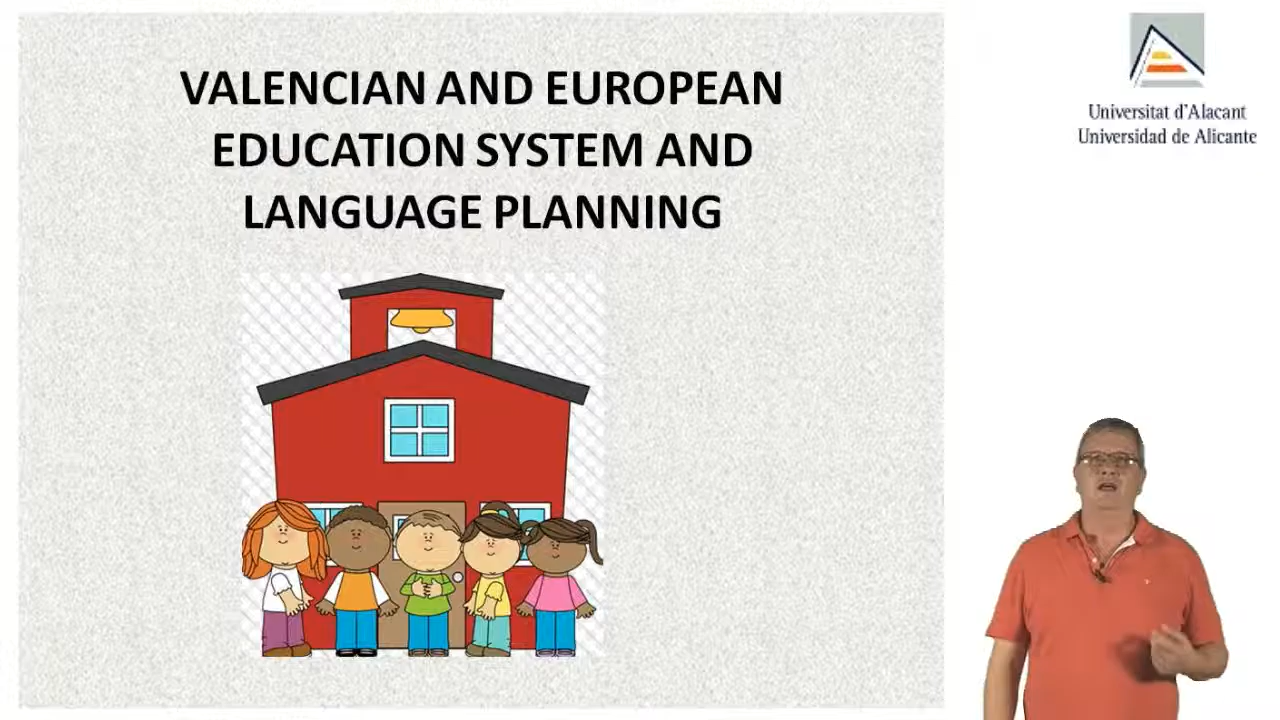 VALENCIAN AND EUROPEAN
EDUCATION SYSTEM AND
LANGUAGE PLANNING
Universitat d'Alacant
Universidad de Alicante